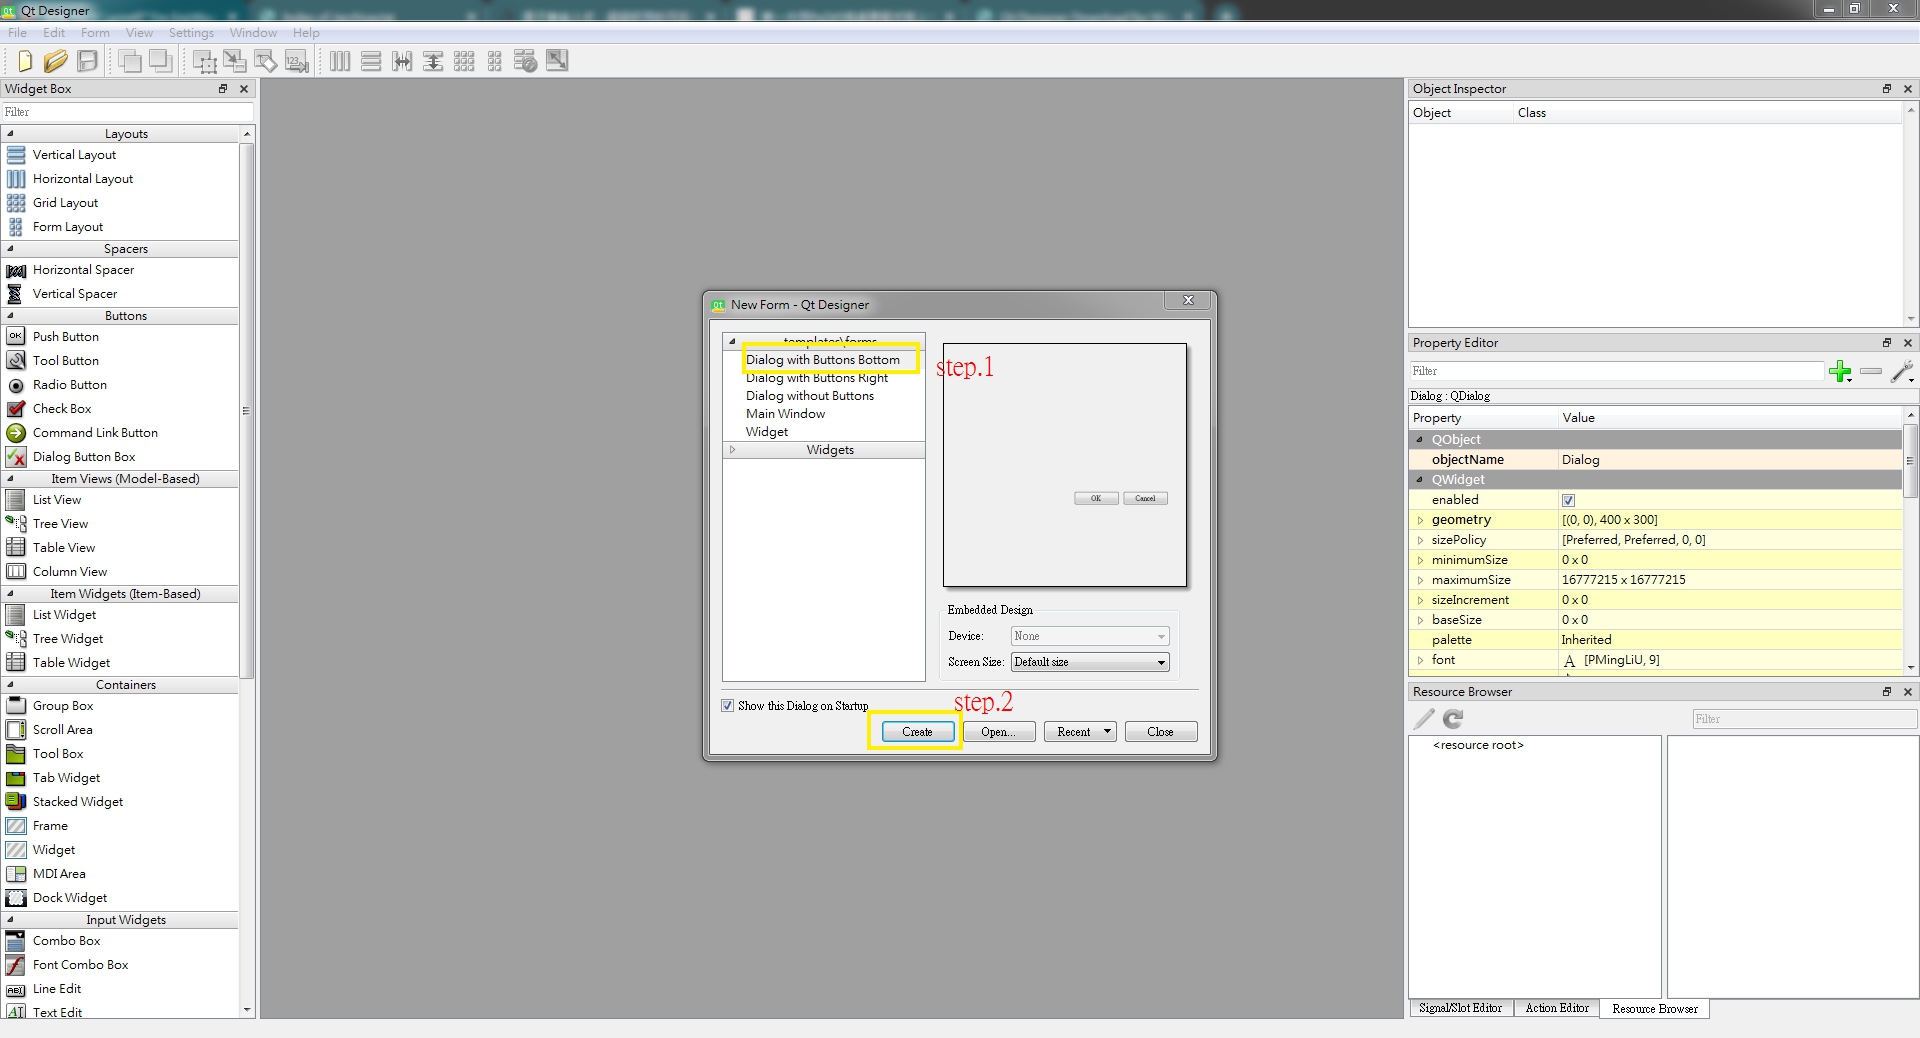 Qt Designer
File Edit Form View Settings Window Help
Widget Box
Filter
Layouts
Vertical Layout
Horizontal Layout
Grid Layout
Form Layout
Spacers
Horizontal Spacer
Vertical Spacer
Buttons
Push Button
Tool Button
Radio Button
Check Box
Command Link Button
Dialog Button Box
Item Views (Model-Based)
List View
Tree View
Table View
Column View
Item Widgets (Item-Based)
List Widget
Tree Widget
Table Widget
Containers
Group Box
Scroll Area
Tool Box
Tab Widget
Stacked Widget
Frame
Widget
MDI Area
Dock Widget
Input Widgets
Combo Box
Font Combo Box
Line Edit
Text Edit
New Form - Qt Designer
templates\forms
Dialog with Buttons Bottom
step.1
Dialog with Buttons Right
Dialog without Buttons
Main Window
Widget
Widgets
OK Cancel
Embedded Design
Device: None
Screen Size: Default size
Show this Dialog on Startup
step.2
Create Open... Recent Close
Object Inspector
Object Class
Property Editor
Filter
Dialog : QDialog
Property Value
QObject
objectName Dialog
QWidget
enabled
geometry [(0, 0), 400 x 300]
sizePolicy [Preferred, Preferred, 0, 0]
minimumSize 0 x 0
maximumSize 16777215 x 16777215
sizeIncrement 0 x 0
baseSize 0 x 0
palette Inherited
font A [PMingLiU, 9]
Resource Browser
Filter
<resource root>
Signal/Slot Editor Action Editor Resource Browser